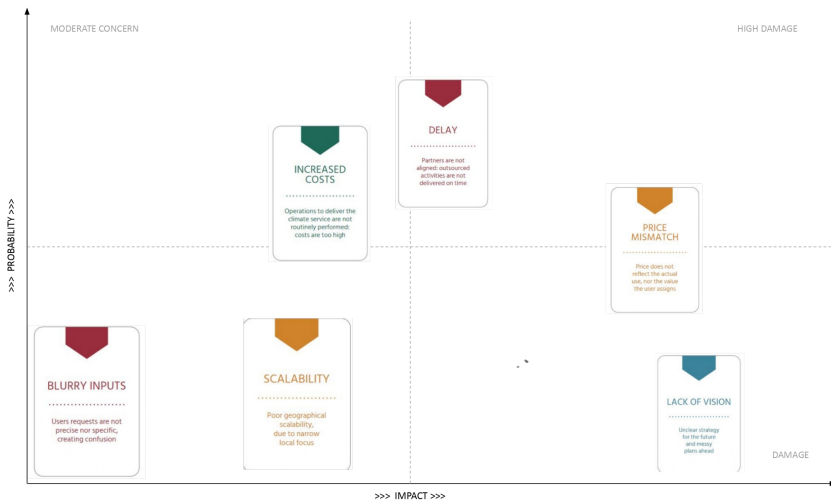 MODERATE CONCERN
HIGH DAMAGE
DELAY
Partners are not
aligned: outsourced
activities are not
delivered on time
INCREASED
COSTS
Operations to deliver the
climate service are not
routinely performed:
costs are too high
PRICE
MISMATCH
Price does not
reflect the actual
use, nor the value
the user assigns
>>> PROBABILITY >>>
BLURRY INPUTS
Users requests are not
precise nor specific,
creating confusion
SCALABILITY
Poor geographical
scalability,
due to narrow
local focus
LACK OF VISION
Unclear strategy
for the future
and messy
plans ahead
DAMAGE
>>> IMPACT >>>